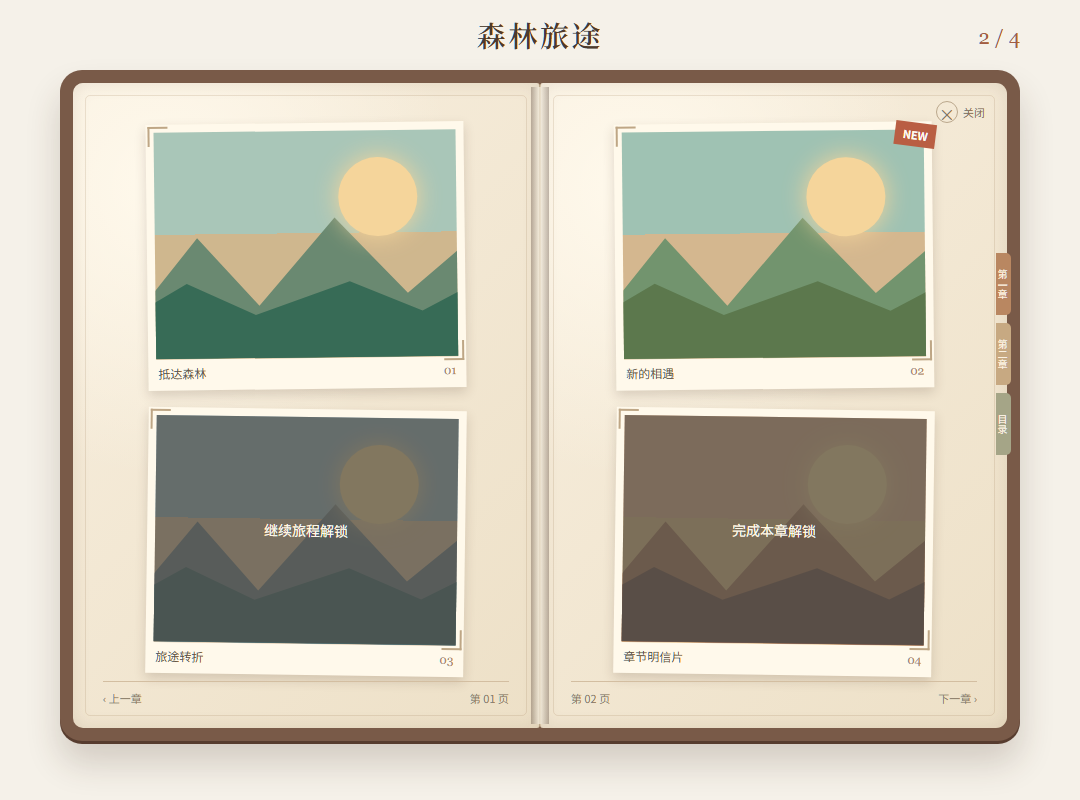 森林旅途
2 / 4
关闭
NEW
抵达森林
01
新的相遇
02
第一章
第二章
目录
继续旅程解锁
旅途转折
03
完成本章解锁
章节明信片
04
‹ 上一章
第 01 页
第 02 页
下一章 ›